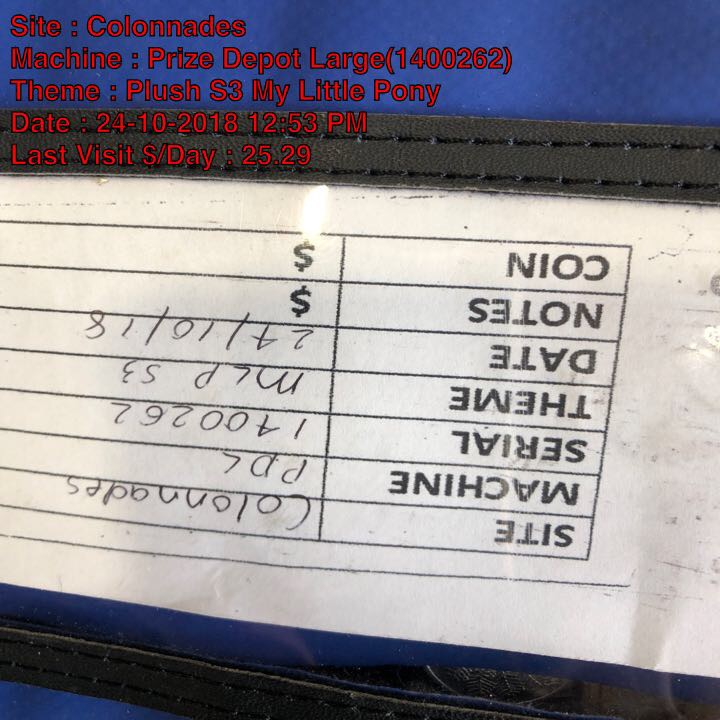 Site : Colonnades
Machine : Prize Depot Large(1400262)
Theme : Plush S3 My Little Pony
Date : 24-10-2018 12:53 PM
Last Visit $/Day : 25.29
SITE Colonnades
MACHINE PDL
SERIAL 1400262
THEME MLP S3
DATE 24/10/18
NOTES $
COIN $